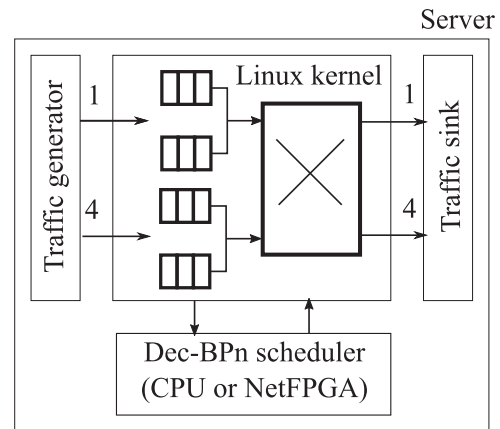 Server
Linux kernel
Traffic generator
1
4
1
4
Traffic sink
Dec-BPn scheduler
(CPU or NetFPGA)